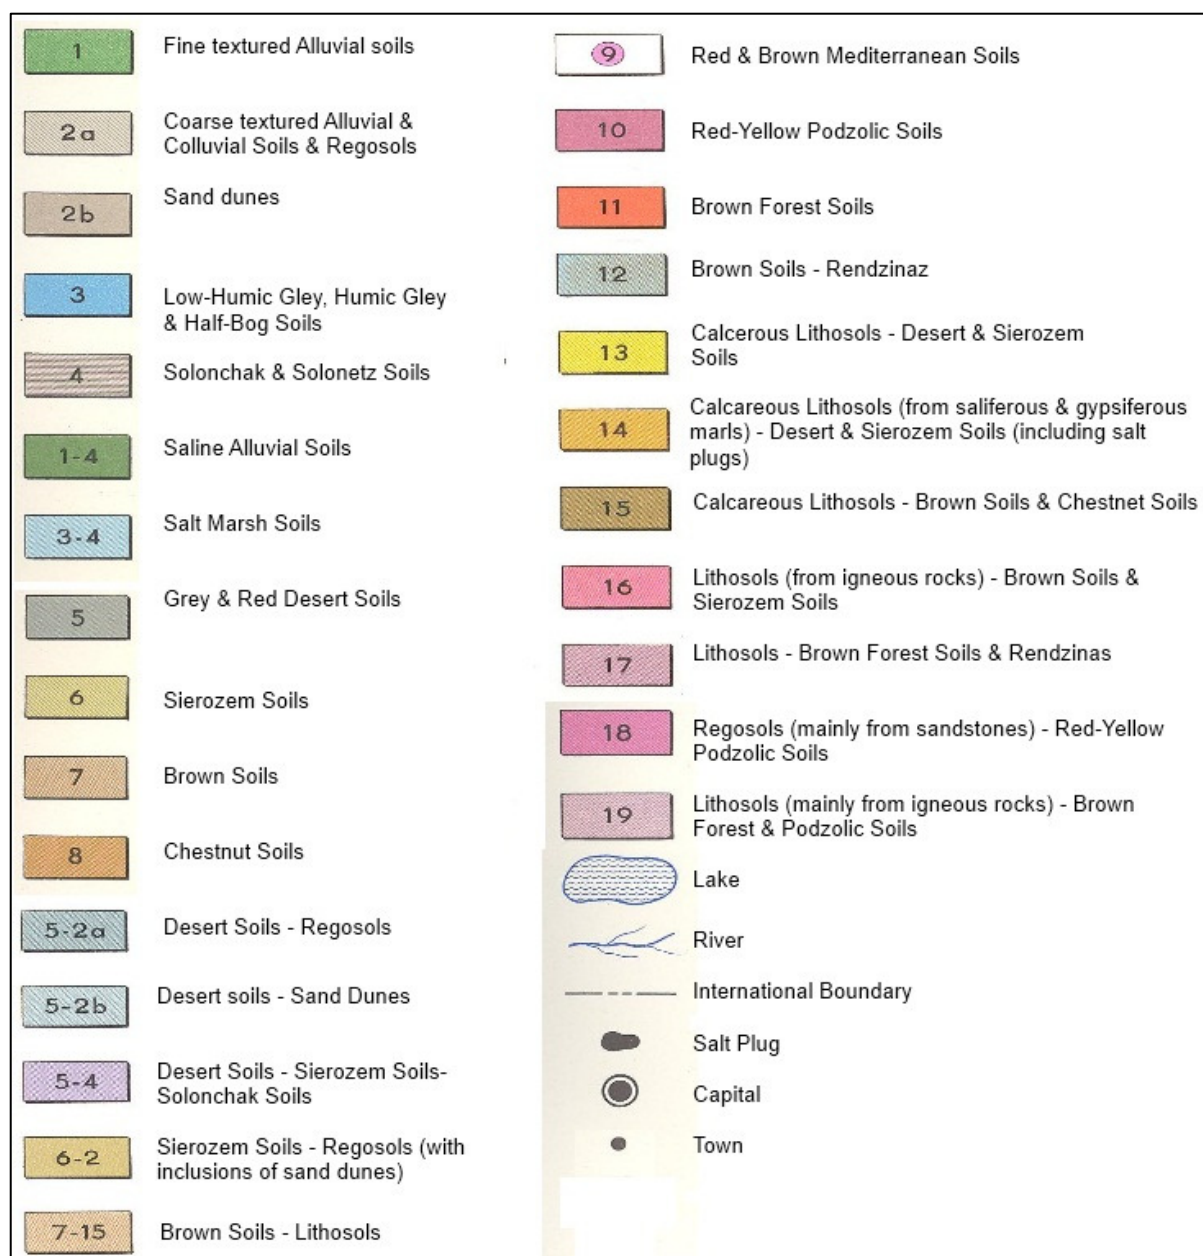 1
Fine textured Alluvial soils
2a
Coarse textured Alluvial &
Colluvial Soils & Regosols
2b
Sand dunes
3
Low-Humic Gley, Humic Gley
& Half-Bog Soils
4
Solonchak & Solonetz Soils
1-4
Saline Alluvial Soils
3-4
Salt Marsh Soils
5
Grey & Red Desert Soils
6
Sierozem Soils
7
Brown Soils
8
Chestnut Soils
5-2a
Desert Soils - Regosols
5-2b
Desert soils - Sand Dunes
5-4
Desert Soils - Sierozem Soils-
Solonchak Soils
6-2
Sierozem Soils - Regosols (with
inclusions of sand dunes)
7-15
Brown Soils - Lithosols
9
Red & Brown Mediterranean Soils
10
Red-Yellow Podzolic Soils
11
Brown Forest Soils
12
Brown Soils - Rendzinaz
13
Calcerous Lithosols - Desert & Sierozem
Soils
14
Calcareous Lithosols (from saliferous & gypsiferous
marls) - Desert & Sierozem Soils (including salt
plugs)
15
Calcareous Lithosols - Brown Soils & Chestnet Soils
16
Lithosols (from igneous rocks) - Brown Soils &
Sierozem Soils
17
Lithosols - Brown Forest Soils & Rendzinas
18
Regosols (mainly from sandstones) - Red-Yellow
Podzolic Soils
19
Lithosols (mainly from igneous rocks) - Brown
Forest & Podzolic Soils
Lake
River
International Boundary
Salt Plug
Capital
Town